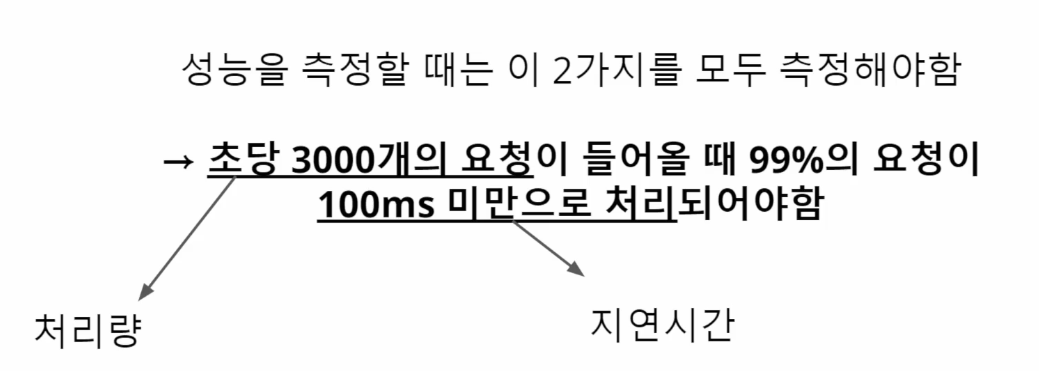 성능을 측정할 때는 이 2가지를 모두 측정해야함
→ 초당 3000개의 요청이 들어올 때 99%의 요청이
100ms 미만으로 처리되어야함
처리량
지연시간